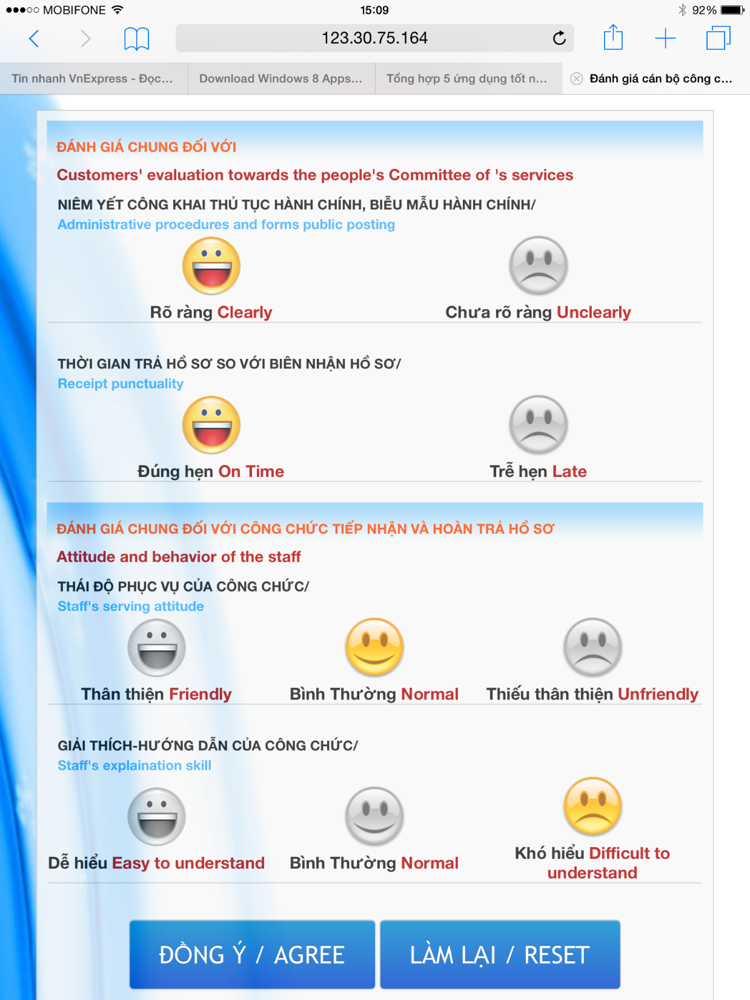 MOBIFONE 15:09 92%
123.30.75.164
Tin nhanh VnExpress - Đọc... Download Windows 8 Apps... Tổng hợp 5 ứng dụng tốt n... Đánh giá cán bộ công c...
ĐÁNH GIÁ CHUNG ĐỐI VỚI
Customers' evaluation towards the people's Committee of 's services
NIÊM YẾT CÔNG KHAI THỦ TỤC HÀNH CHÍNH, BIỂU MẪU HÀNH CHÍNH/
Administrative procedures and forms public posting
Rõ ràng Clearly Chưa rõ ràng Unclearly
THỜI GIAN TRẢ HỒ SƠ SO VỚI BIÊN NHẬN HỒ SƠ/
Receipt punctuality
Đúng hẹn On Time Trễ hẹn Late
ĐÁNH GIÁ CHUNG ĐỐI VỚI CÔNG CHỨC TIẾP NHẬN VÀ HOÀN TRẢ HỒ SƠ
Attitude and behavior of the staff
THÁI ĐỘ PHỤC VỤ CỦA CÔNG CHỨC/
Staff's serving attitude
Thân thiện Friendly Bình Thường Normal Thiếu thân thiện Unfriendly
GIẢI THÍCH-HƯỚNG DẪN CỦA CÔNG CHỨC/
Staff's explaination skill
Dễ hiểu Easy to understand Bình Thường Normal Khó hiểu Difficult to
understand
ĐỒNG Ý / AGREE LÀM LẠI / RESET